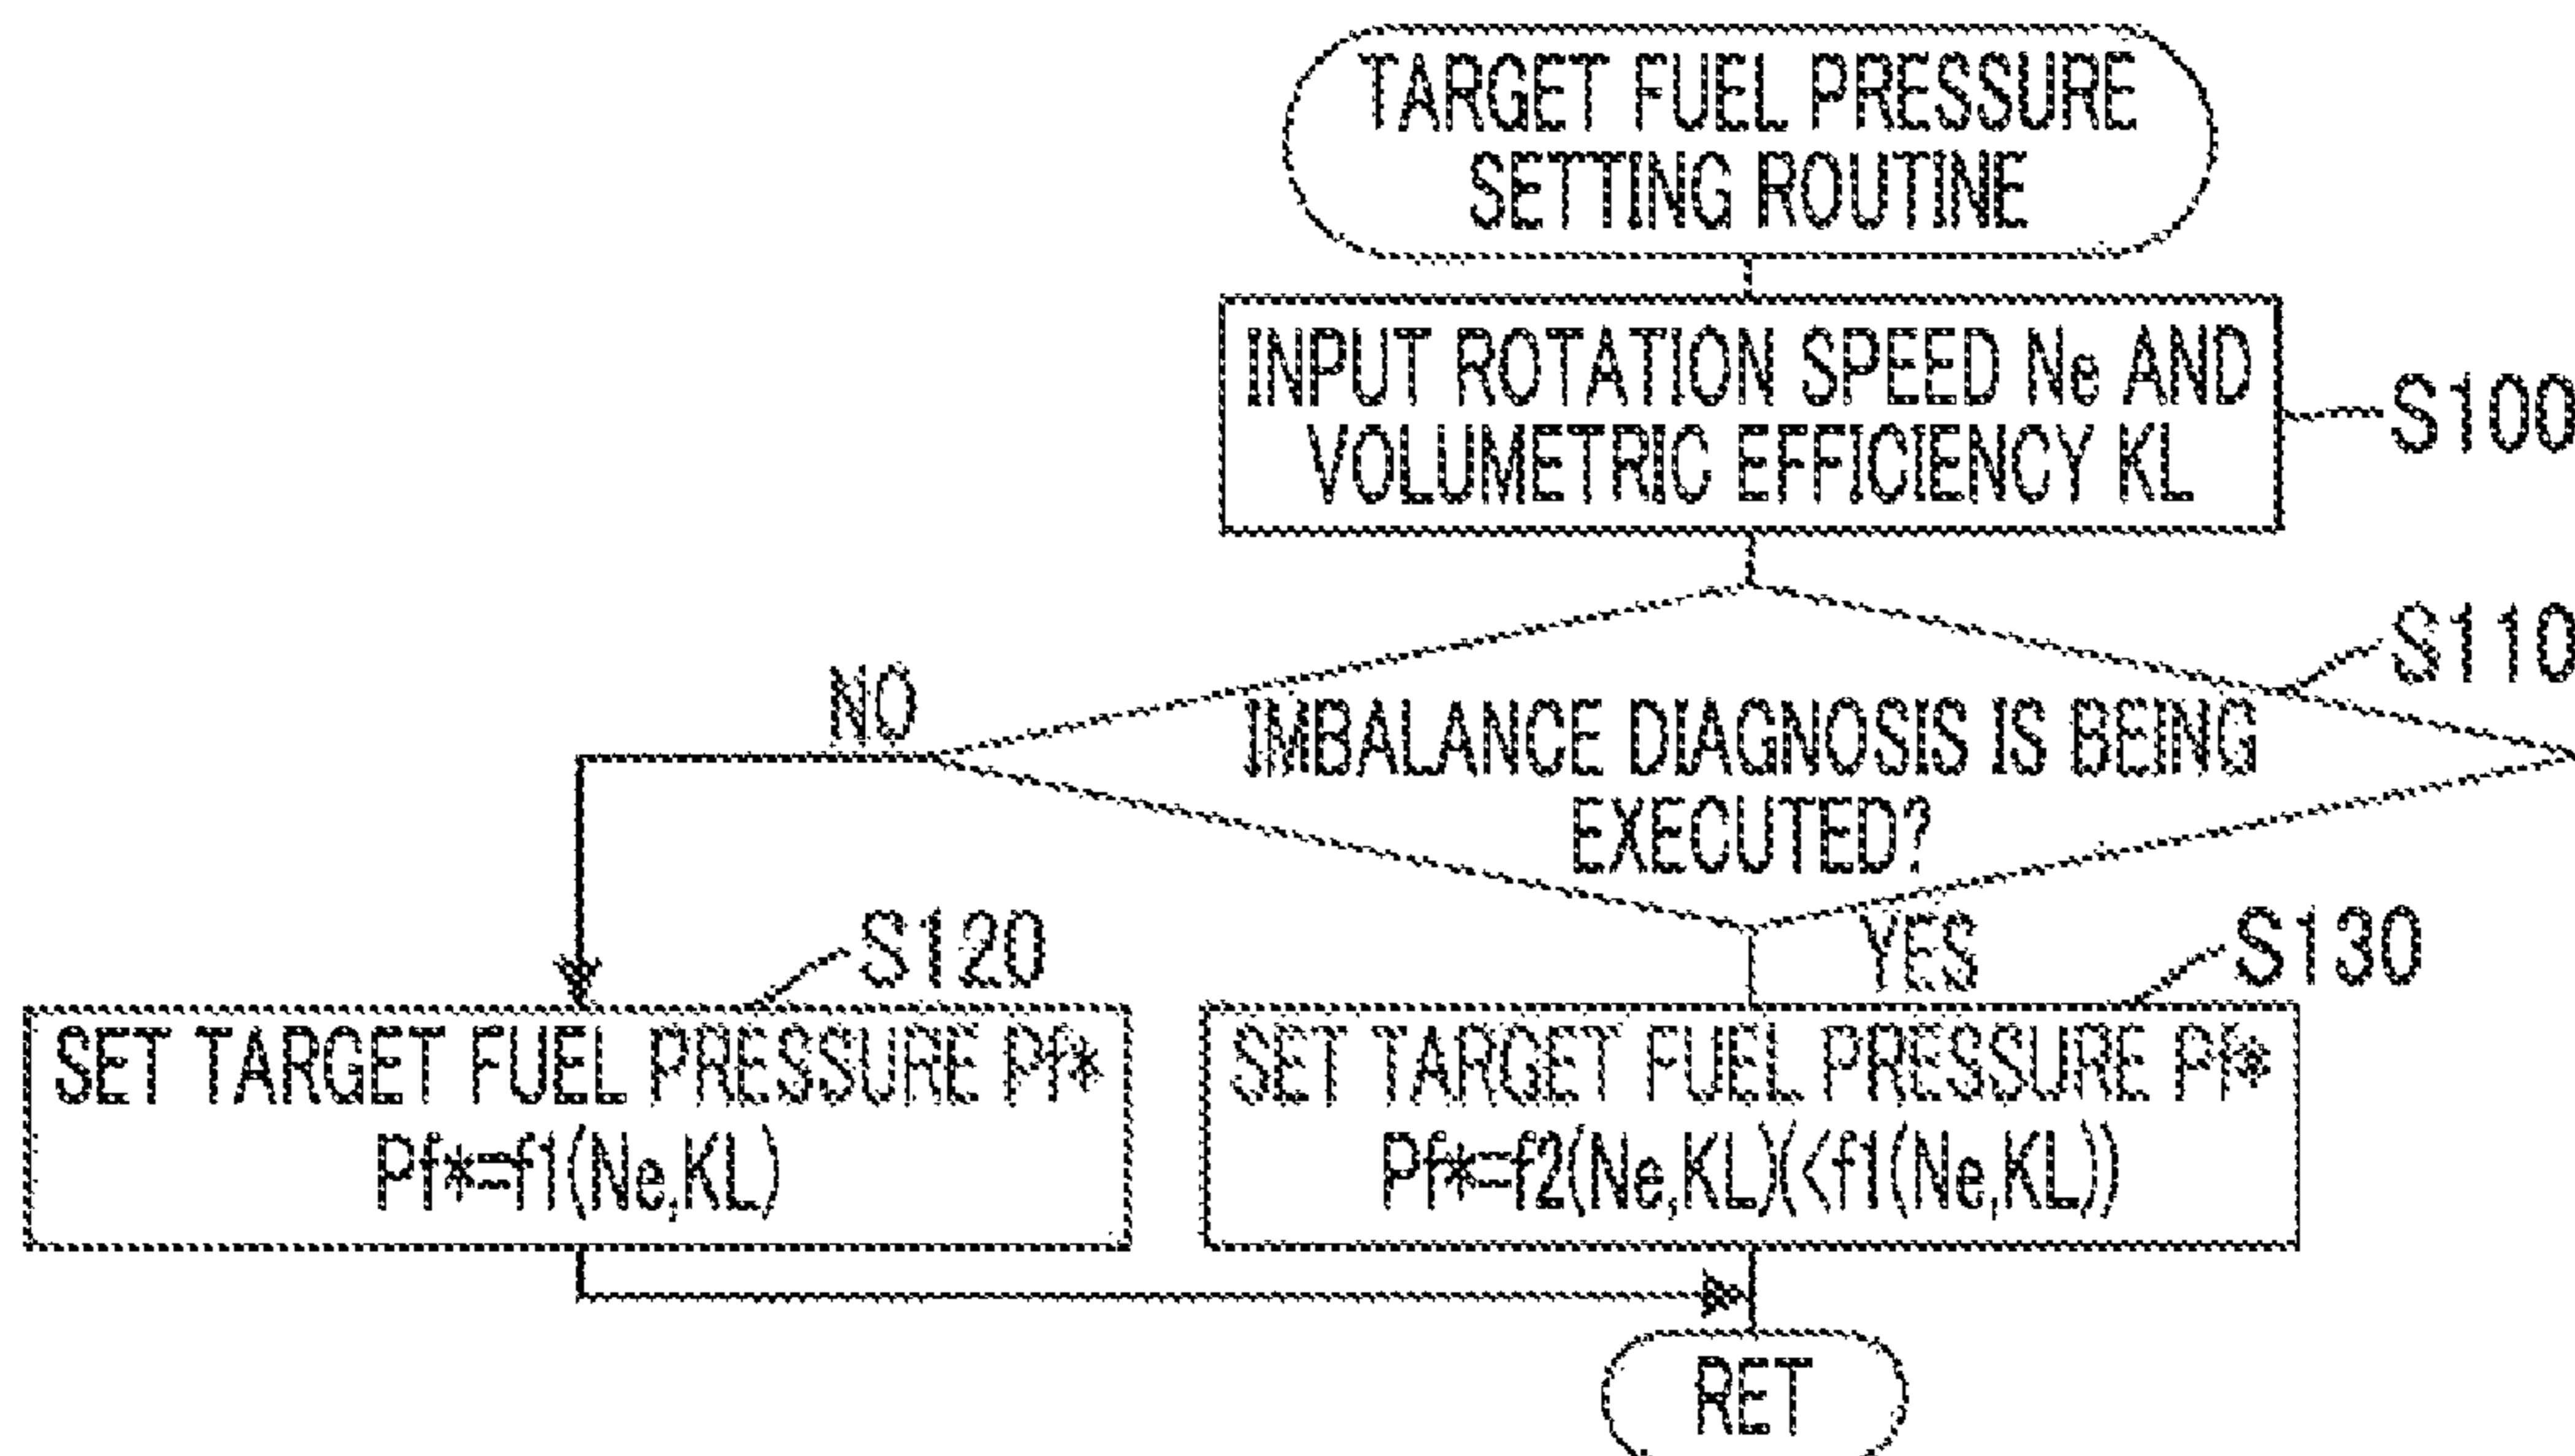 TARGET FUEL PRESSURE
SETTING ROUTINE
INPUT ROTATION SPEED Ne AND
VOLUMETRIC EFFICIENCY KL
S100
S110
NO
IMBALANCE DIAGNOSIS IS BEING
EXECUTED?
YES
S120
S130
SET TARGET FUEL PRESSURE Pf*
Pf*=f1(Ne,KL)
SET TARGET FUEL PRESSURE Pf*
Pf*=f2(Ne,KL)(<f1(Ne,KL))
RET